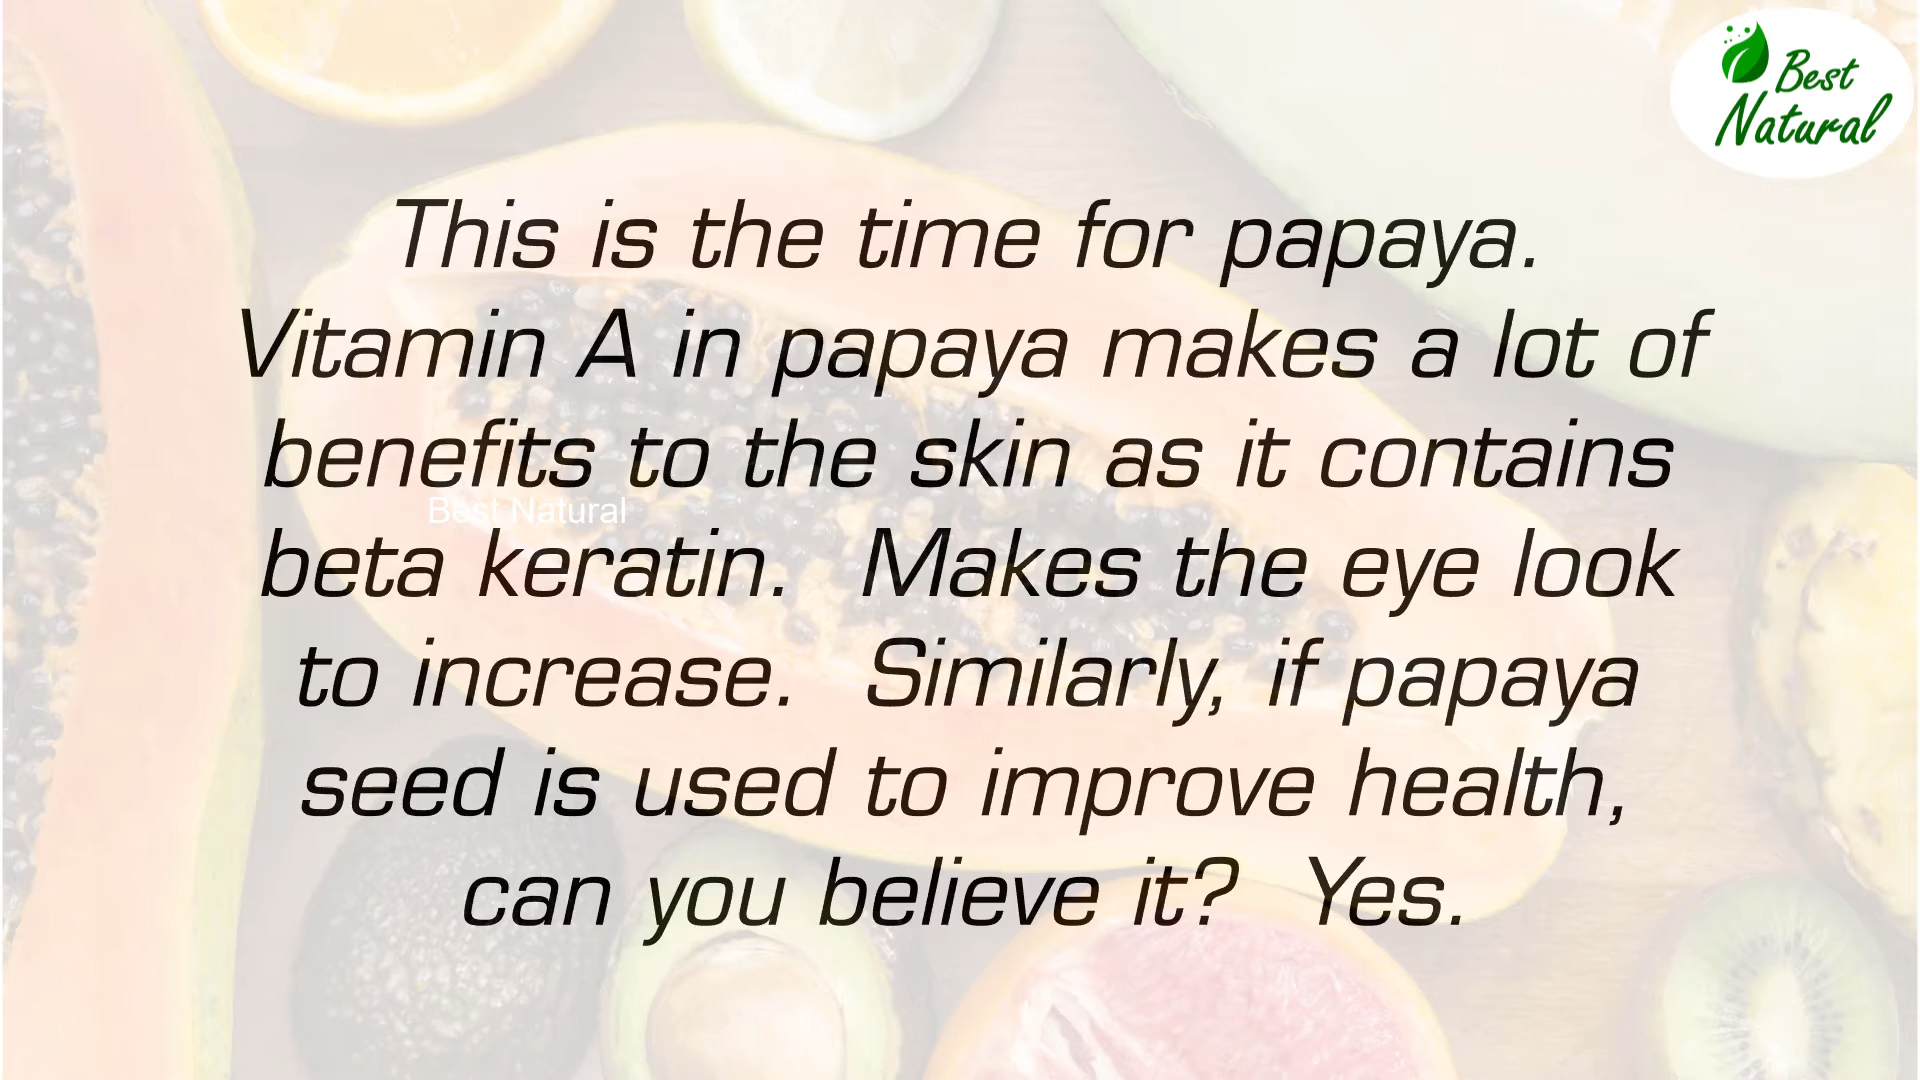 Best
Natural
This is the time for papaya.
Vitamin A in papaya makes a lot of
benefits to the skin as it contains
Best Natural
beta keratin. Makes the eye look
to increase. Similarly, if papaya
seed is used to improve health,
can you believe it? Yes.